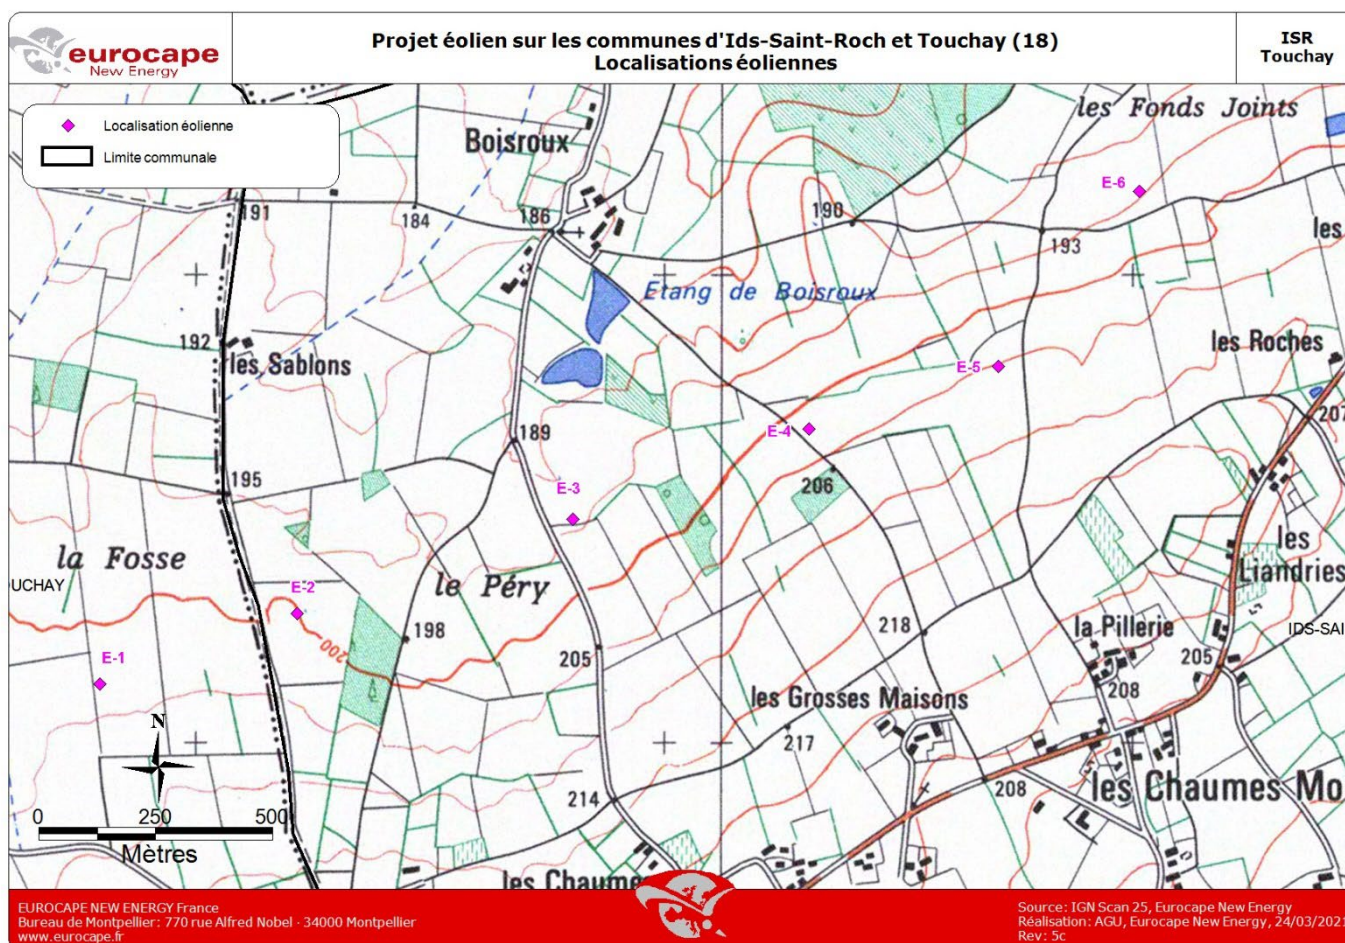 eurocape
New Energy
Projet éolien sur les communes d'Ids-Saint-Roch et Touchay (18)
Localisations éoliennes
ISR
Touchay
Localisation éolienne
Limite communale
Boisroux
les Fonds Joints
E-6
191
184
186
190
193
les
Etang de Boisroux
192
les Sablons
les Roches
E-5
207
189
E-4
195
E-3
206
la Fosse
OUCHAY
E-2
le Péry
les
Liandries
IDS-SAI
200
198
218
la Pillerie
E-1
205
205
208
les Grosses Maisons
N
217
214
208
les Chaumes Mo
0 250 500
Mètres
les Chaume
EUROCAPE NEW ENERGY France
Bureau de Montpellier: 770 rue Alfred Nobel - 34000 Montpellier
www.eurocape.fr
Source: IGN Scan 25, Eurocape New Energy
Réalisation: AGU, Eurocape New Energy, 24/03/2021
Rev: 5c